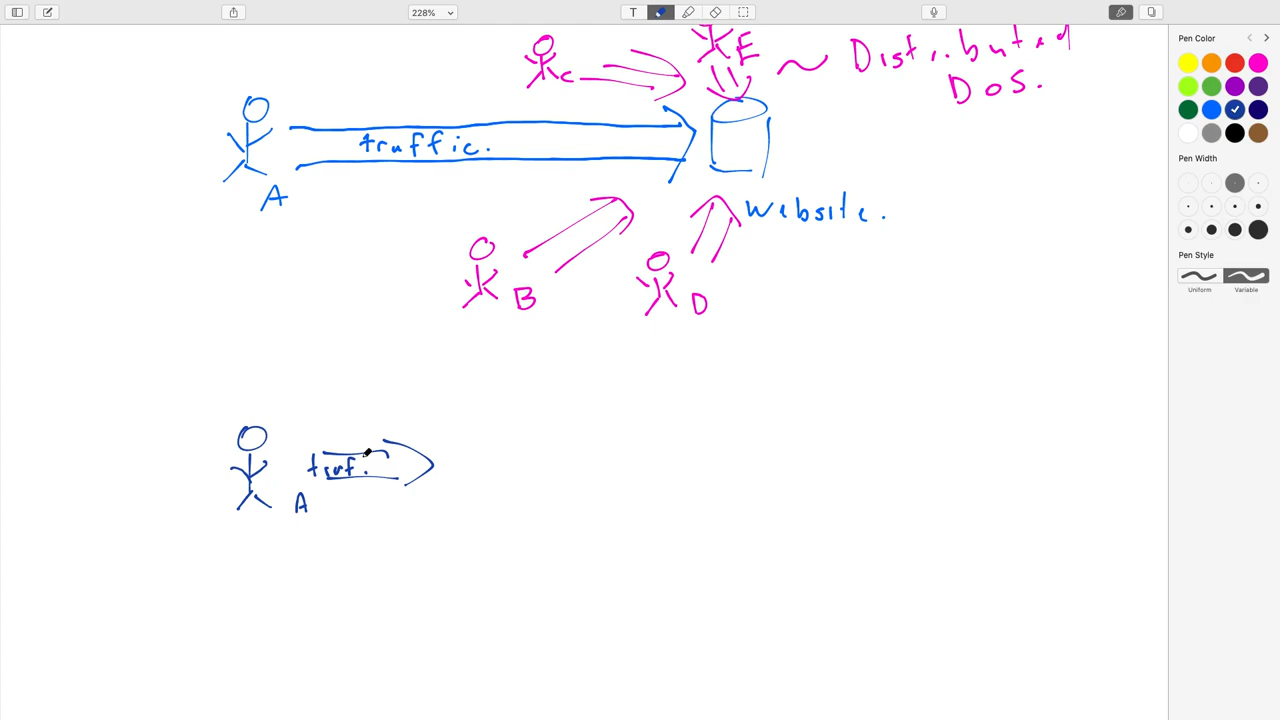 228%
T
Pen Color
E
~ Distributed
C
DoS.
traffic.
A
Pen Width
website.
B
D
Pen Style
Uniform
Variable
traf.
A